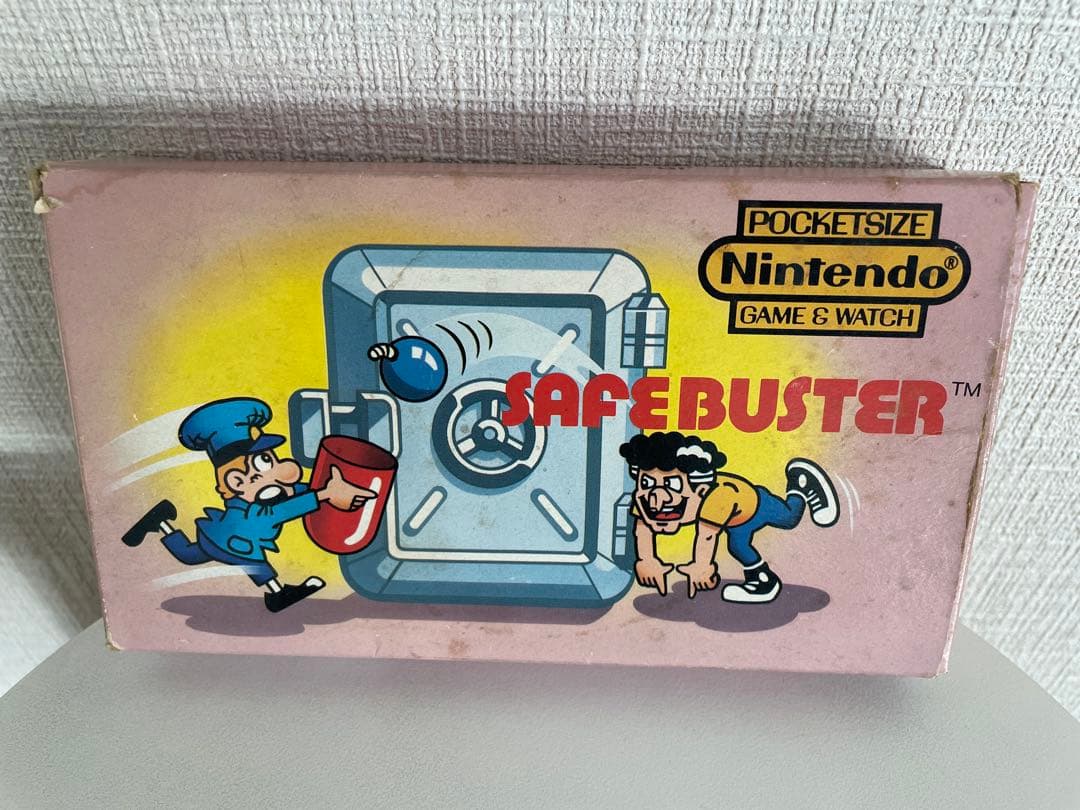 POCKETSIZE
Nintendo®
GAME & WATCH
SAFEBUSTER™